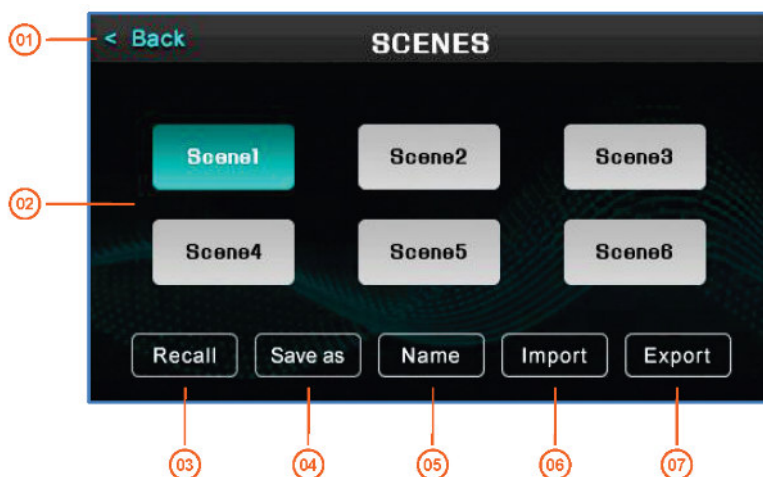 01 < Back SCENES
Scene1 Scene2 Scene3
02
Scene4 Scene5 Scene6
Recall Save as Name Import Export
03 04 05 06 07